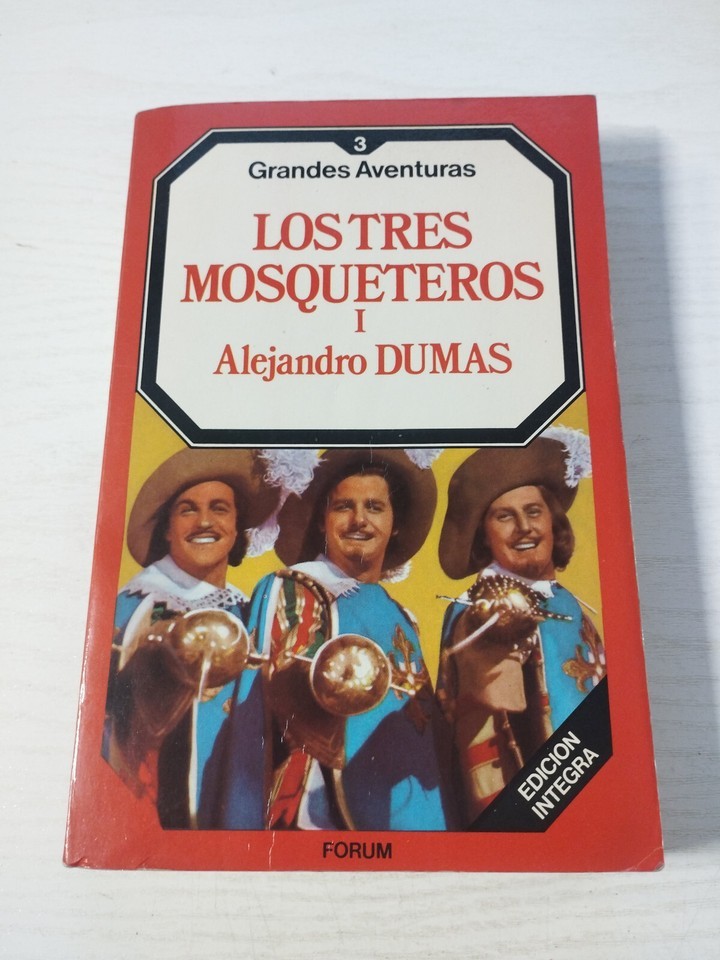 3
Grandes Aventuras
LOS TRES
MOSQUETEROS
I
Alejandro DUMAS
EDICION
INTEGRA
FORUM